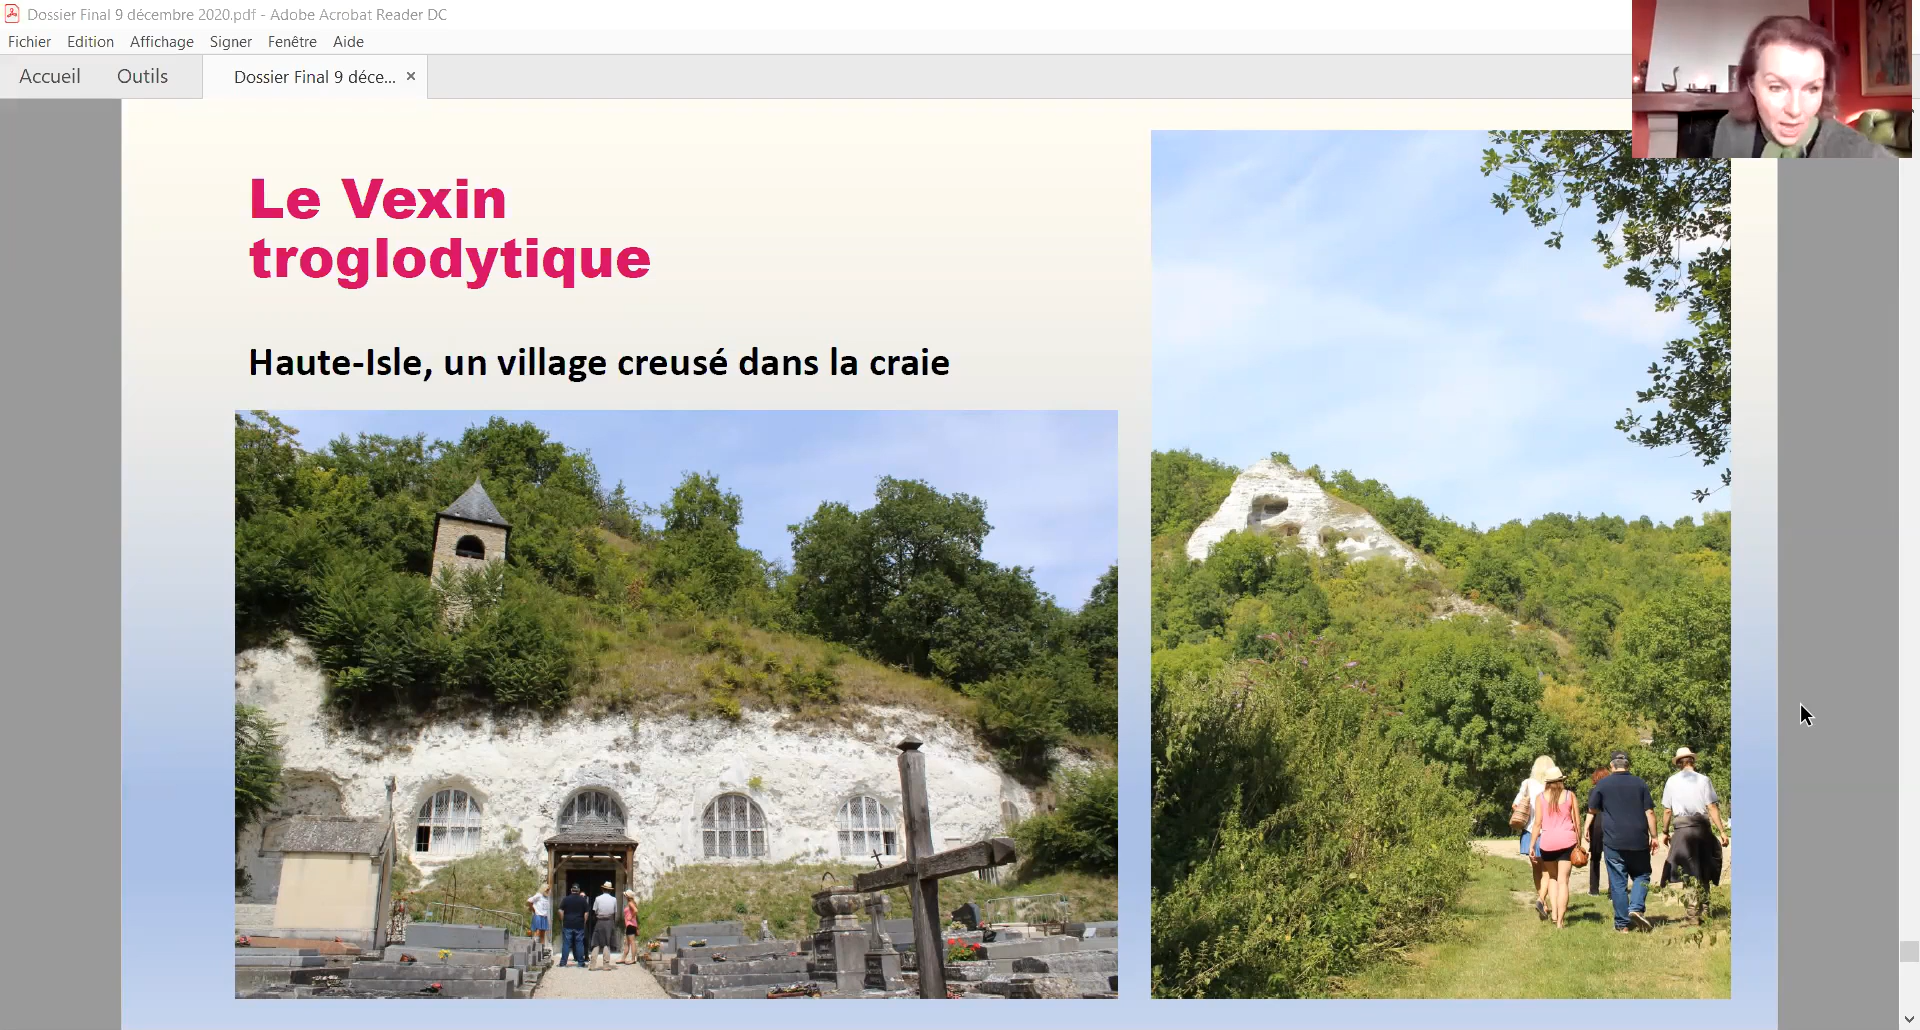 Dossier Final 9 décembre 2020.pdf - Adobe Acrobat Reader DC
Fichier Edition Affichage Signer Fenêtre Aide
Accueil Outils Dossier Final 9 déce... ×
Le Vexin
troglodytique
Haute-Isle, un village creusé dans la craie